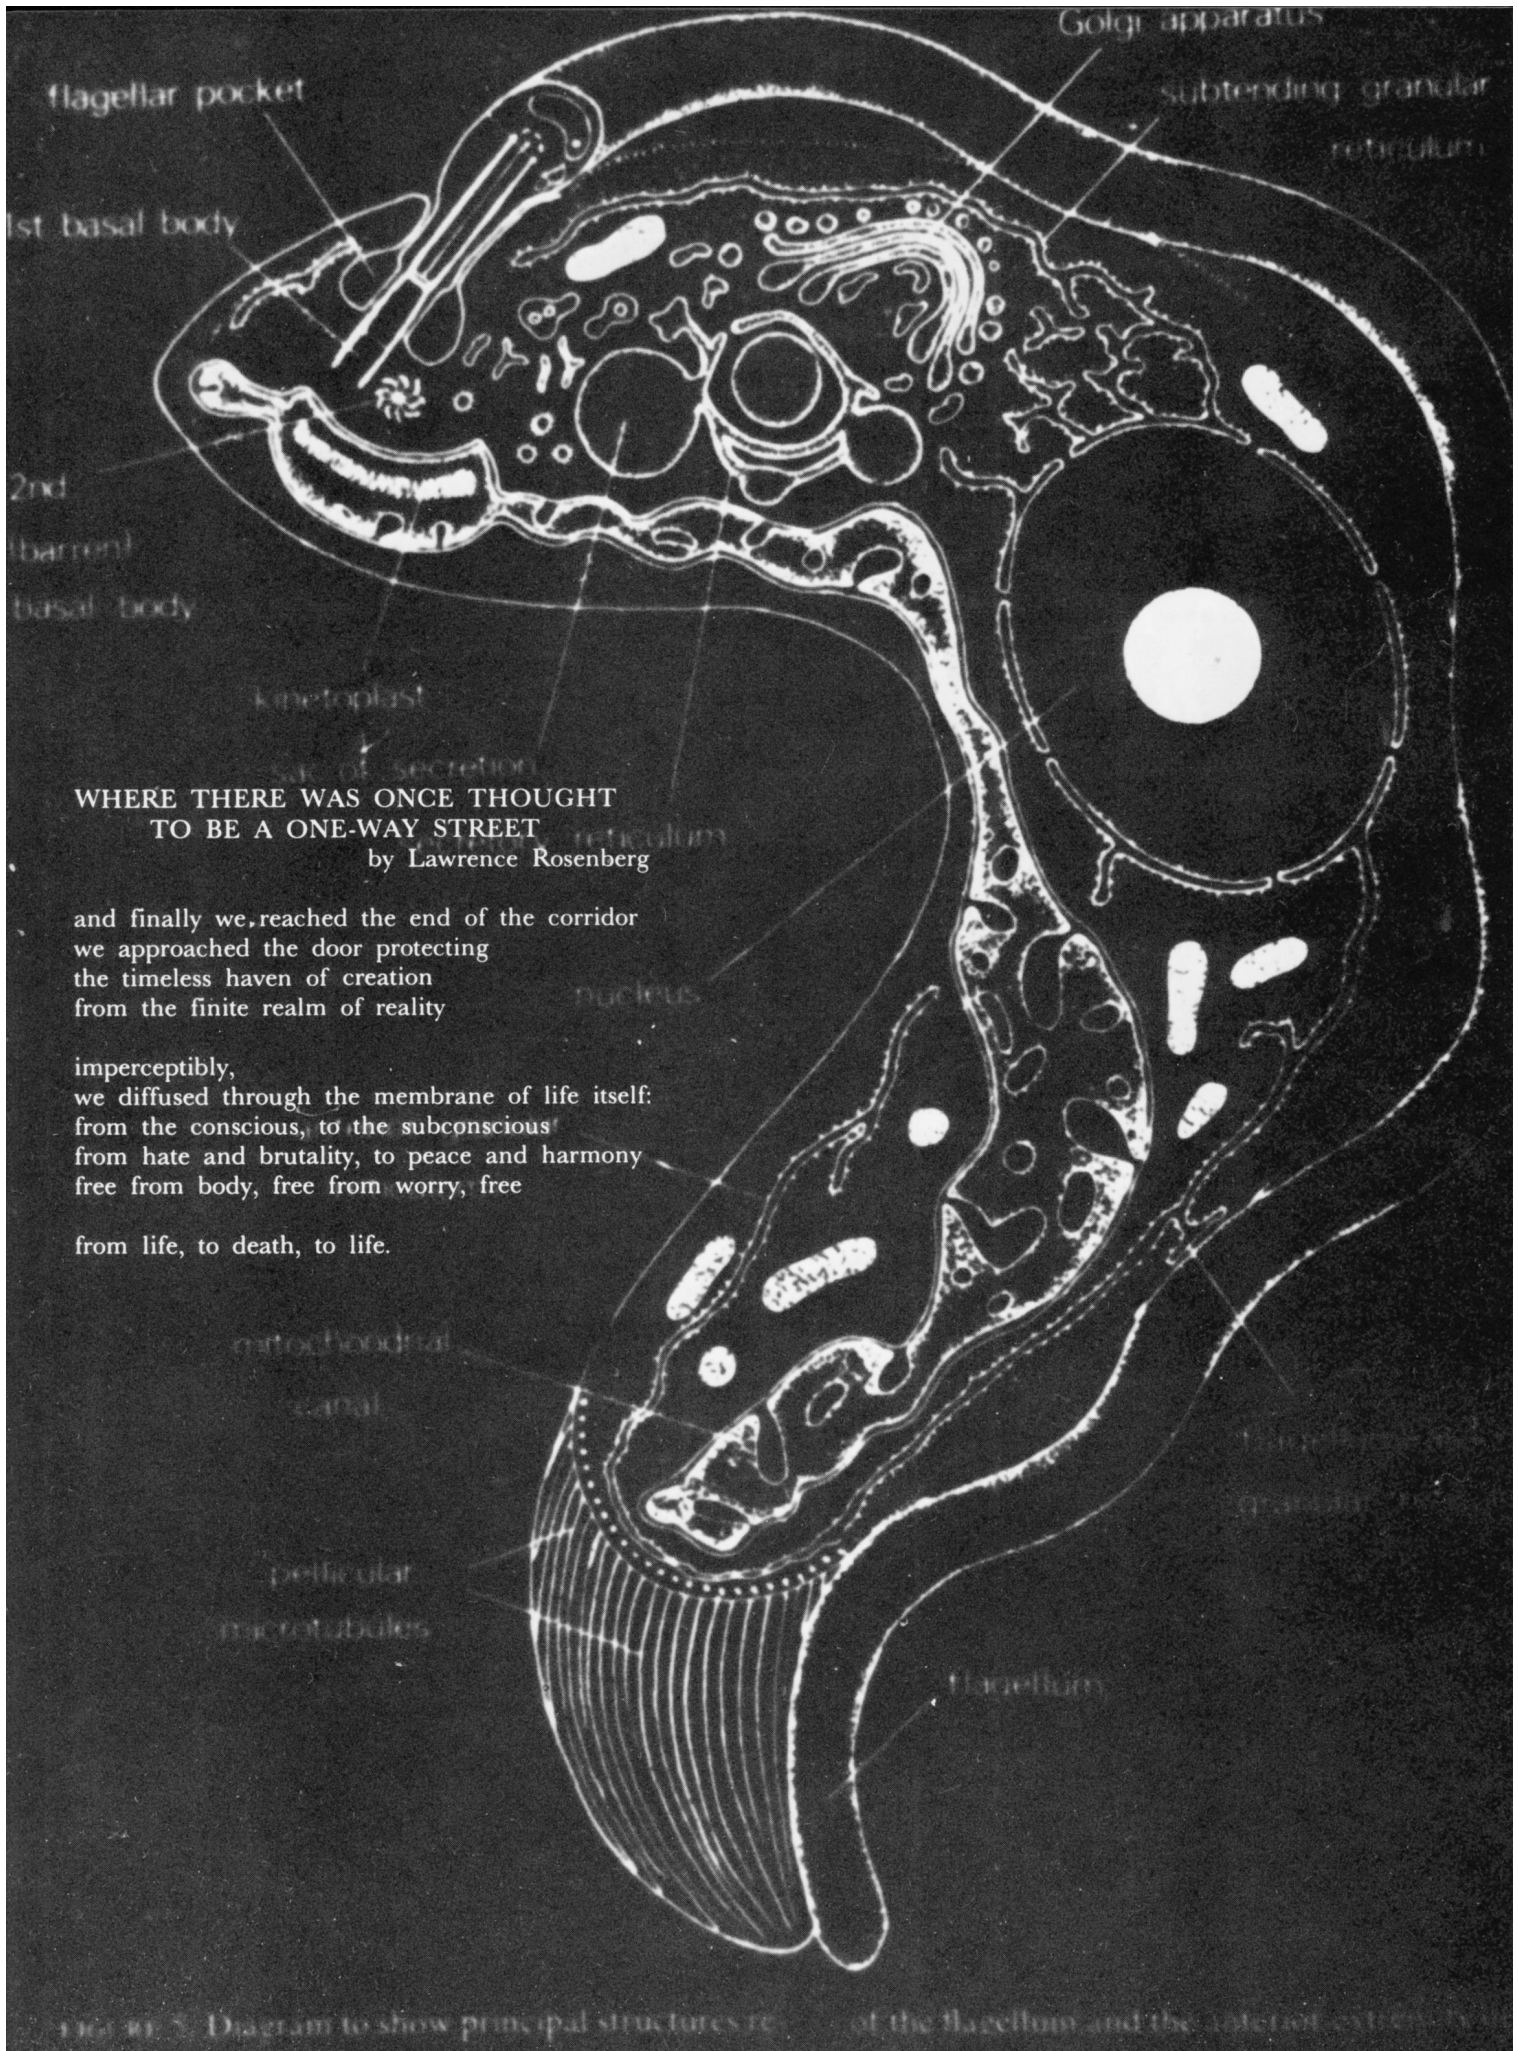 Golgi apparatus
flagellar pocket
subtending granular
reticulum
1st basal body
2nd
(barren)
basal body
kinetoplast
sac of secretion
secretory reticulum
WHERE THERE WAS ONCE THOUGHT
TO BE A ONE-WAY STREET
by Lawrence Rosenberg
and finally we reached the end of the corridor
we approached the door protecting
the timeless haven of creation
from the finite realm of reality
nucleus
imperceptibly,
we diffused through the membrane of life itself:
from the conscious, to the subconscious
from hate and brutality, to peace and harmony
free from body, free from worry, free
from life, to death, to life.
mitochondrial
canal
granular
pellicular
microtubules
flagellum
FIGURE 5. Diagram to show principal structures of the flagellum and the anterior